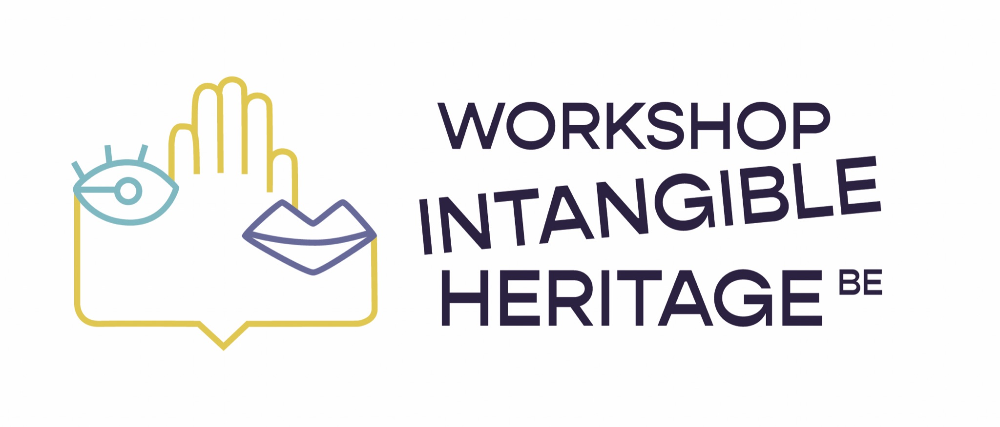 WORKSHOP
INTANGIBLE
HERITAGE BE